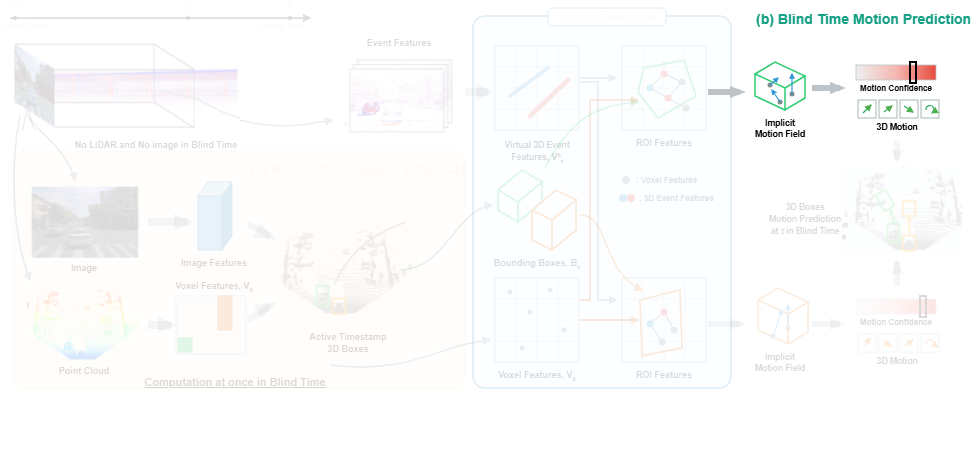 (b) Blind Time Motion Prediction
Event Features
No LiDAR and No image in Blind Time
Virtual 3D Event
Features, V
ROI Features
Implicit
Motion Field
Motion Confidence
3D Motion
: Voxel Features
: 3D Event Features
3D Boxes
Motion Prediction
at t in Blind Time
Image
Image Features
Voxel Features, V
Bounding Boxes, B
Active Timestamp
3D Boxes
Point Cloud
Computation at once in Blind Time
Voxel Features, V
ROI Features
Implicit
Motion Field
Motion Confidence
3D Motion